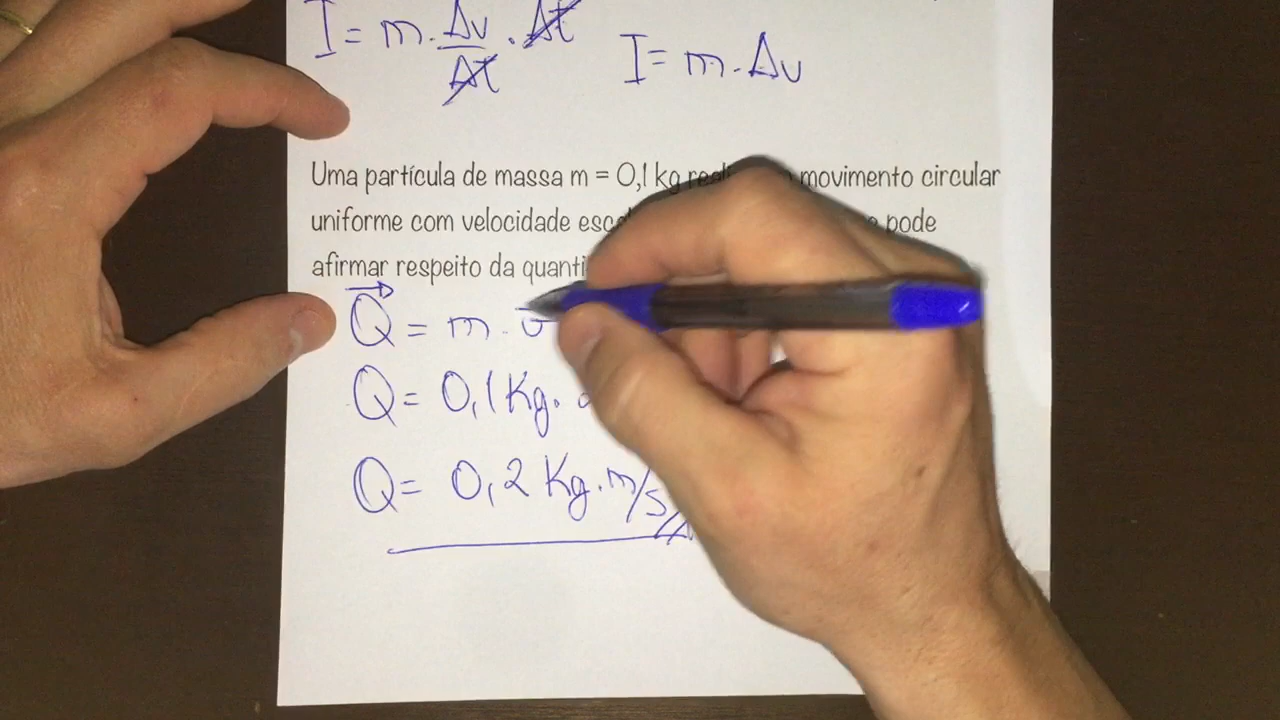 I = m . Δv/Δt . Δt
I = m . Δv
Uma partícula de massa m = 0,1 kg movimento circular
uniforme com velocidade pode
afirmar respeito da
Q = m . v
Q = 0,1 Kg .
Q = 0,2 Kg . m/s